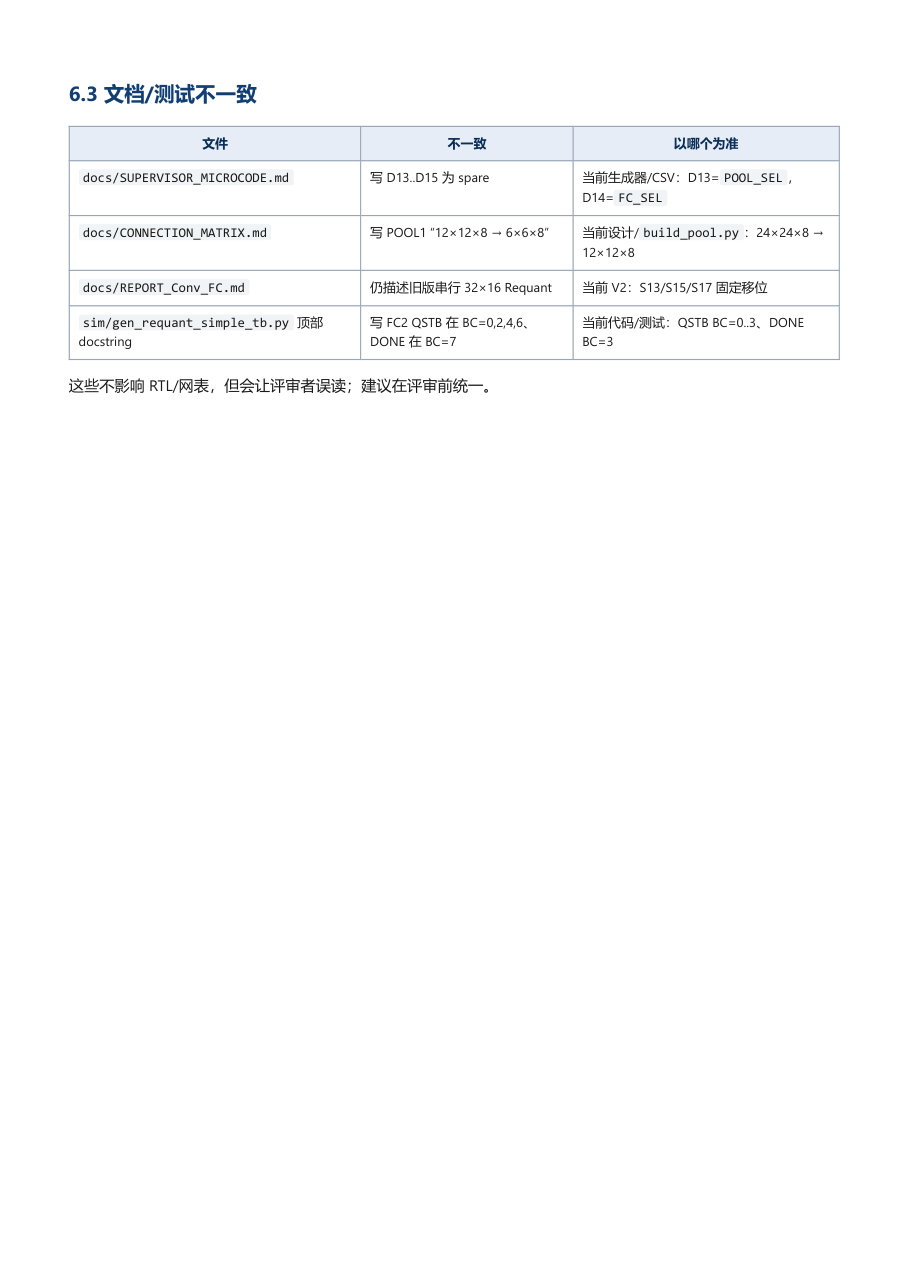 6.3 文档/测试不一致
文件
不一致
以哪个为准
docs/SUPERVISOR_MICROCODE.md
写 D13..D15 为 spare
当前生成器/CSV：D13= POOL_SEL ,
D14= FC_SEL
docs/CONNECTION_MATRIX.md
写 POOL1 "12×12×8 → 6×6×8"
当前设计/ build_pool.py ：24×24×8 →
12×12×8
docs/REPORT_Conv_FC.md
仍描述旧版串行 32×16 Requant
当前 V2：S13/S15/S17 固定移位
sim/gen_requant_simple_tb.py 顶部
docstring
写 FC2 QSTB 在 BC=0,2,4,6、
DONE 在 BC=7
当前代码/测试：QSTB BC=0..3、DONE
BC=3
这些不影响 RTL/网表，但会让评审者误读；建议在评审前统一。